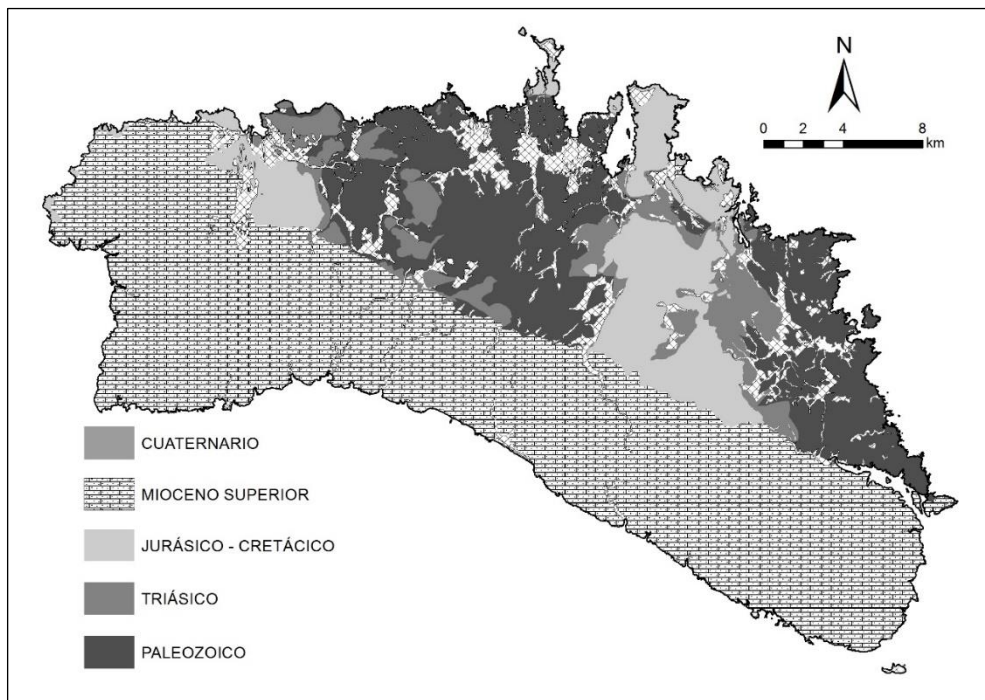 N
0 2 4 8
km
CUATERNARIO
MIOCENO SUPERIOR
JURÁSICO - CRETÁCICO
TRIÁSICO
PALEOZOICO